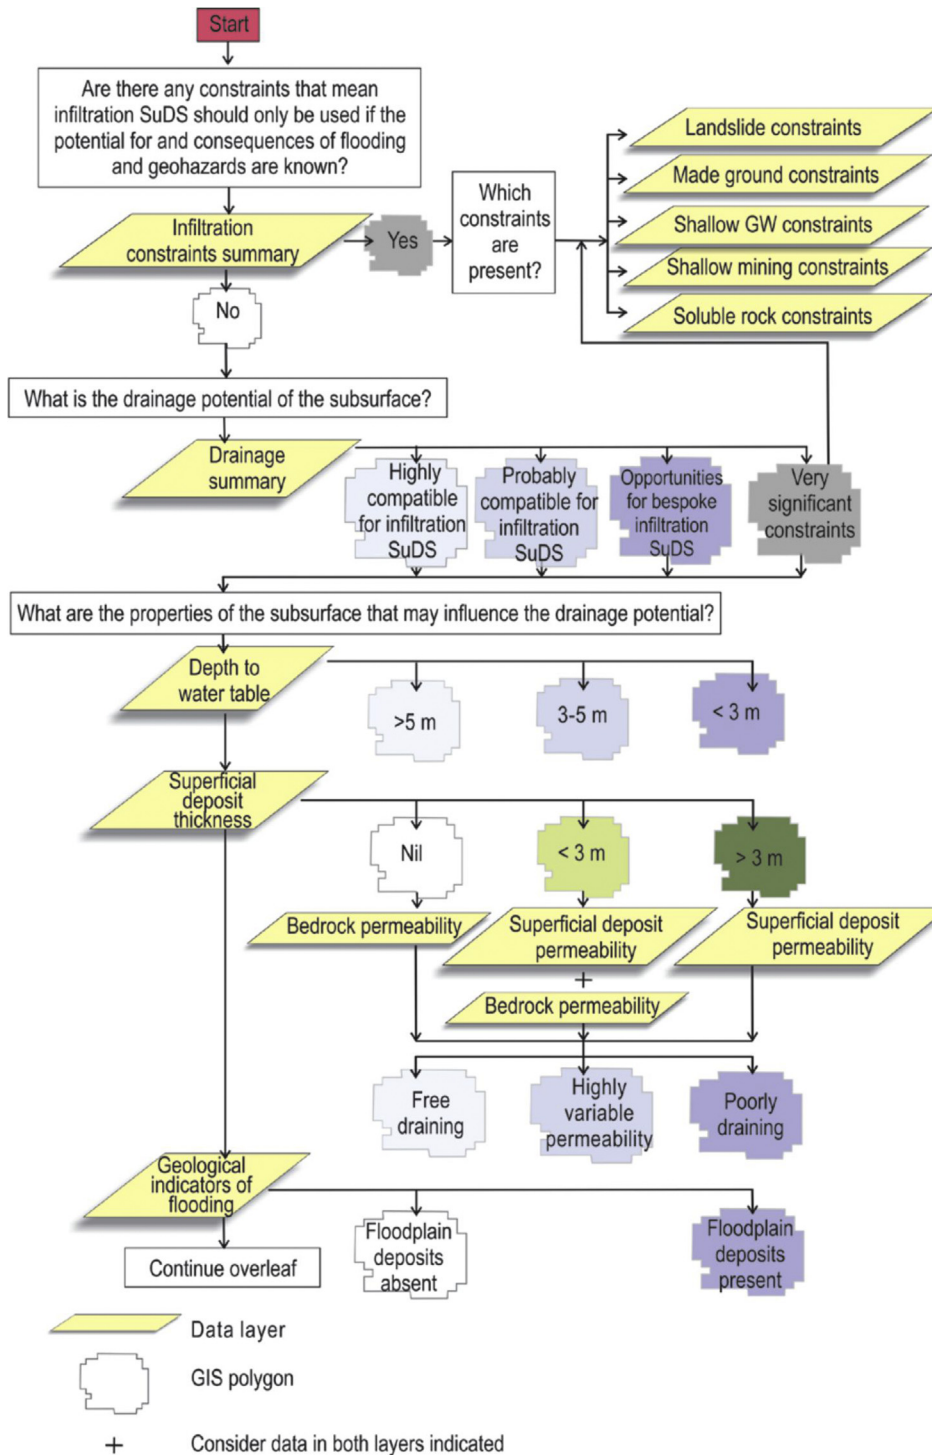 Start
Are there any constraints that mean
infiltration SuDS should only be used if the
potential for and consequences of flooding
and geohazards are known?
Infiltration
constraints summary
Yes
Which
constraints
are
present?
Landslide constraints
Made ground constraints
Shallow GW constraints
Shallow mining constraints
Soluble rock constraints
No
What is the drainage potential of the subsurface?
Drainage
summary
Highly
compatible
for infiltration
SuDS
Probably
compatible for
infiltration
SuDS
Opportunities
for bespoke
infiltration
SuDS
Very
significant
constraints
What are the properties of the subsurface that may influence the drainage potential?
Depth to
water table
>5 m
3-5 m
< 3 m
Superficial
deposit
thickness
Nil
< 3 m
> 3 m
Bedrock permeability
Superficial deposit
permeability
+
Bedrock permeability
Superficial deposit
permeability
Free
draining
Highly
variable
permeability
Poorly
draining
Geological
indicators of
flooding
Floodplain
deposits
absent
Floodplain
deposits
present
Continue overleaf
Data layer
GIS polygon
+ Consider data in both layers indicated